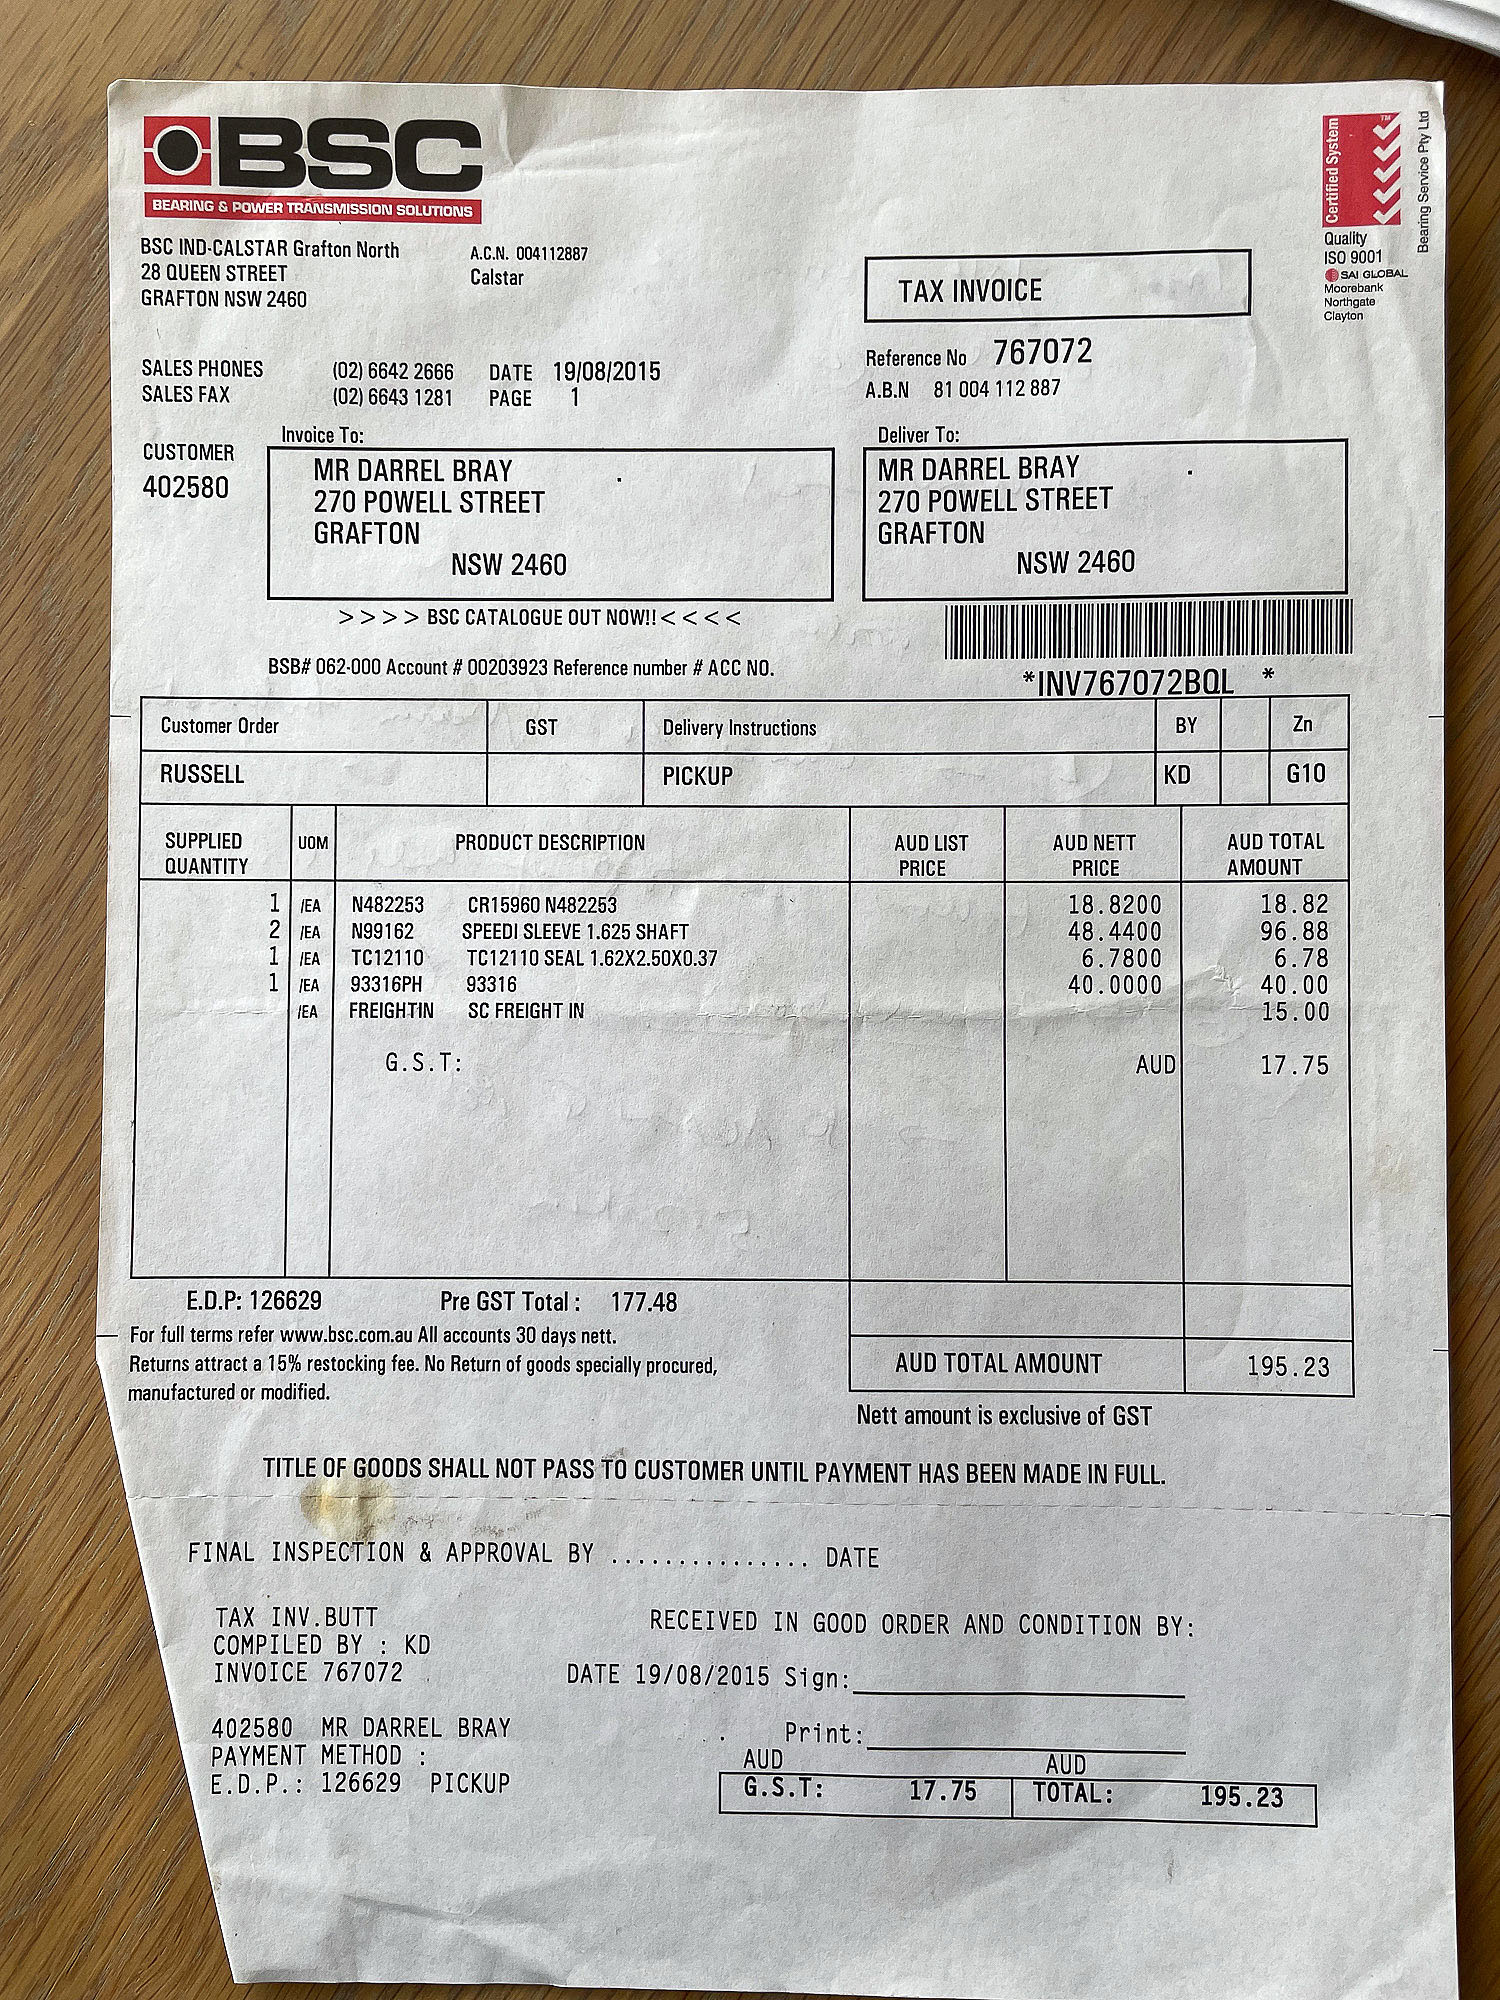 BSC
BEARING & POWER TRANSMISSION SOLUTIONS
Certified System
TM
Bearing Service Pty Ltd
Quality
ISO 9001
SAI GLOBAL
Moorebank
Northgate
Clayton
BSC IND-CALSTAR Grafton North
28 QUEEN STREET
GRAFTON NSW 2460
A.C.N. 004112887
Calstar
TAX INVOICE
Reference No 767072
A.B.N 81 004 112 887
SALES PHONES (02) 6642 2666 DATE 19/08/2015
SALES FAX (02) 6643 1281 PAGE 1
CUSTOMER
402580
Invoice To:
MR DARREL BRAY
270 POWELL STREET
GRAFTON
NSW 2460
Deliver To:
MR DARREL BRAY
270 POWELL STREET
GRAFTON
NSW 2460
>>>> BSC CATALOGUE OUT NOW!! <<<<
BSB# 062-000 Account # 00203923 Reference number # ACC NO.
*INV767072BQL *
Customer Order GST Delivery Instructions BY Zn
RUSSELL PICKUP KD G10
SUPPLIED QUANTITY UOM PRODUCT DESCRIPTION AUD LIST PRICE AUD NETT PRICE AUD TOTAL AMOUNT
1 /EA N482253 CR15960 N482253 18.8200 18.82
2 /EA N99162 SPEEDI SLEEVE 1.625 SHAFT 48.4400 96.88
1 /EA TC12110 TC12110 SEAL 1.62X2.50X0.37 6.7800 6.78
1 /EA 93316PH 93316 40.0000 40.00
/EA FREIGHTIN SC FREIGHT IN 15.00
G.S.T: AUD 17.75
E.D.P: 126629 Pre GST Total : 177.48
For full terms refer www.bsc.com.au All accounts 30 days nett.
Returns attract a 15% restocking fee. No Return of goods specially procured,
manufactured or modified.
AUD TOTAL AMOUNT 195.23
Nett amount is exclusive of GST
TITLE OF GOODS SHALL NOT PASS TO CUSTOMER UNTIL PAYMENT HAS BEEN MADE IN FULL.
FINAL INSPECTION & APPROVAL BY ............... DATE
TAX INV.BUTT
COMPILED BY : KD
INVOICE 767072
RECEIVED IN GOOD ORDER AND CONDITION BY:
DATE 19/08/2015 Sign:
402580 MR DARREL BRAY
PAYMENT METHOD :
E.D.P.: 126629 PICKUP
Print:
AUD AUD
G.S.T: 17.75 TOTAL: 195.23